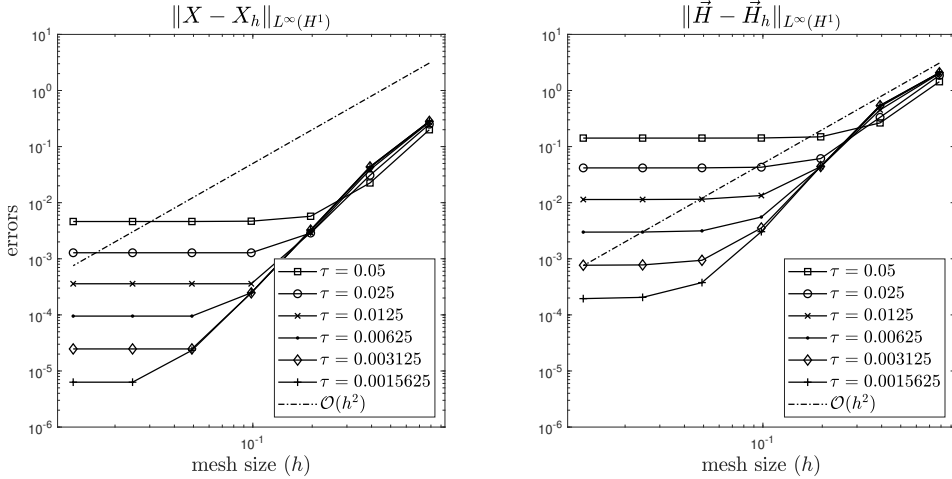 ‖X − X_h‖_{L^∞(H^1)}
10^1
10^0
10^{-1}
10^{-2}
10^{-3}
10^{-4}
10^{-5}
10^{-6}
errors
10^{-1}
mesh size (h)
τ = 0.05
τ = 0.025
τ = 0.0125
τ = 0.00625
τ = 0.003125
τ = 0.0015625
𝒪(h^2)
‖H⃗ − H⃗_h‖_{L^∞(H^1)}
10^1
10^0
10^{-1}
10^{-2}
10^{-3}
10^{-4}
10^{-5}
10^{-6}
10^{-1}
mesh size (h)
τ = 0.05
τ = 0.025
τ = 0.0125
τ = 0.00625
τ = 0.003125
τ = 0.0015625
𝒪(h^2)